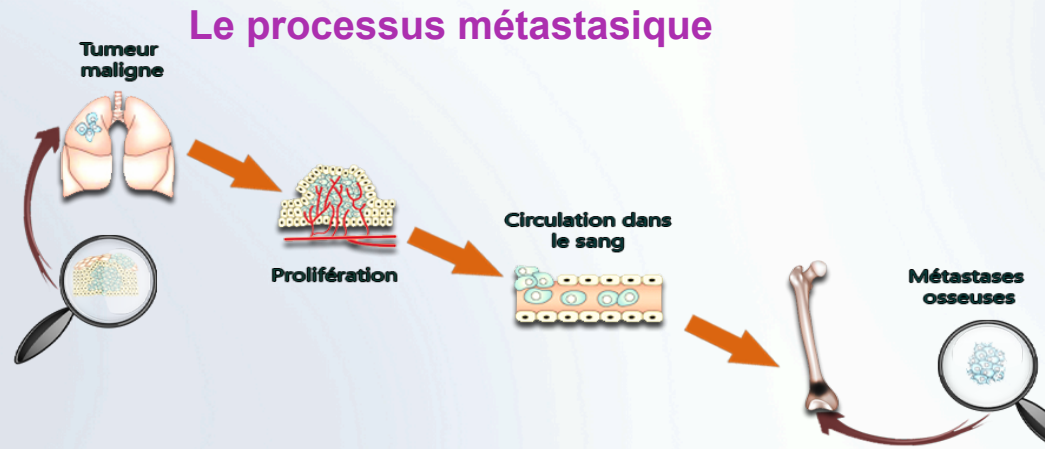 Le processus métastasique
Tumeur
maligne
Prolifération
Circulation dans
le sang
Métastases
osseuses